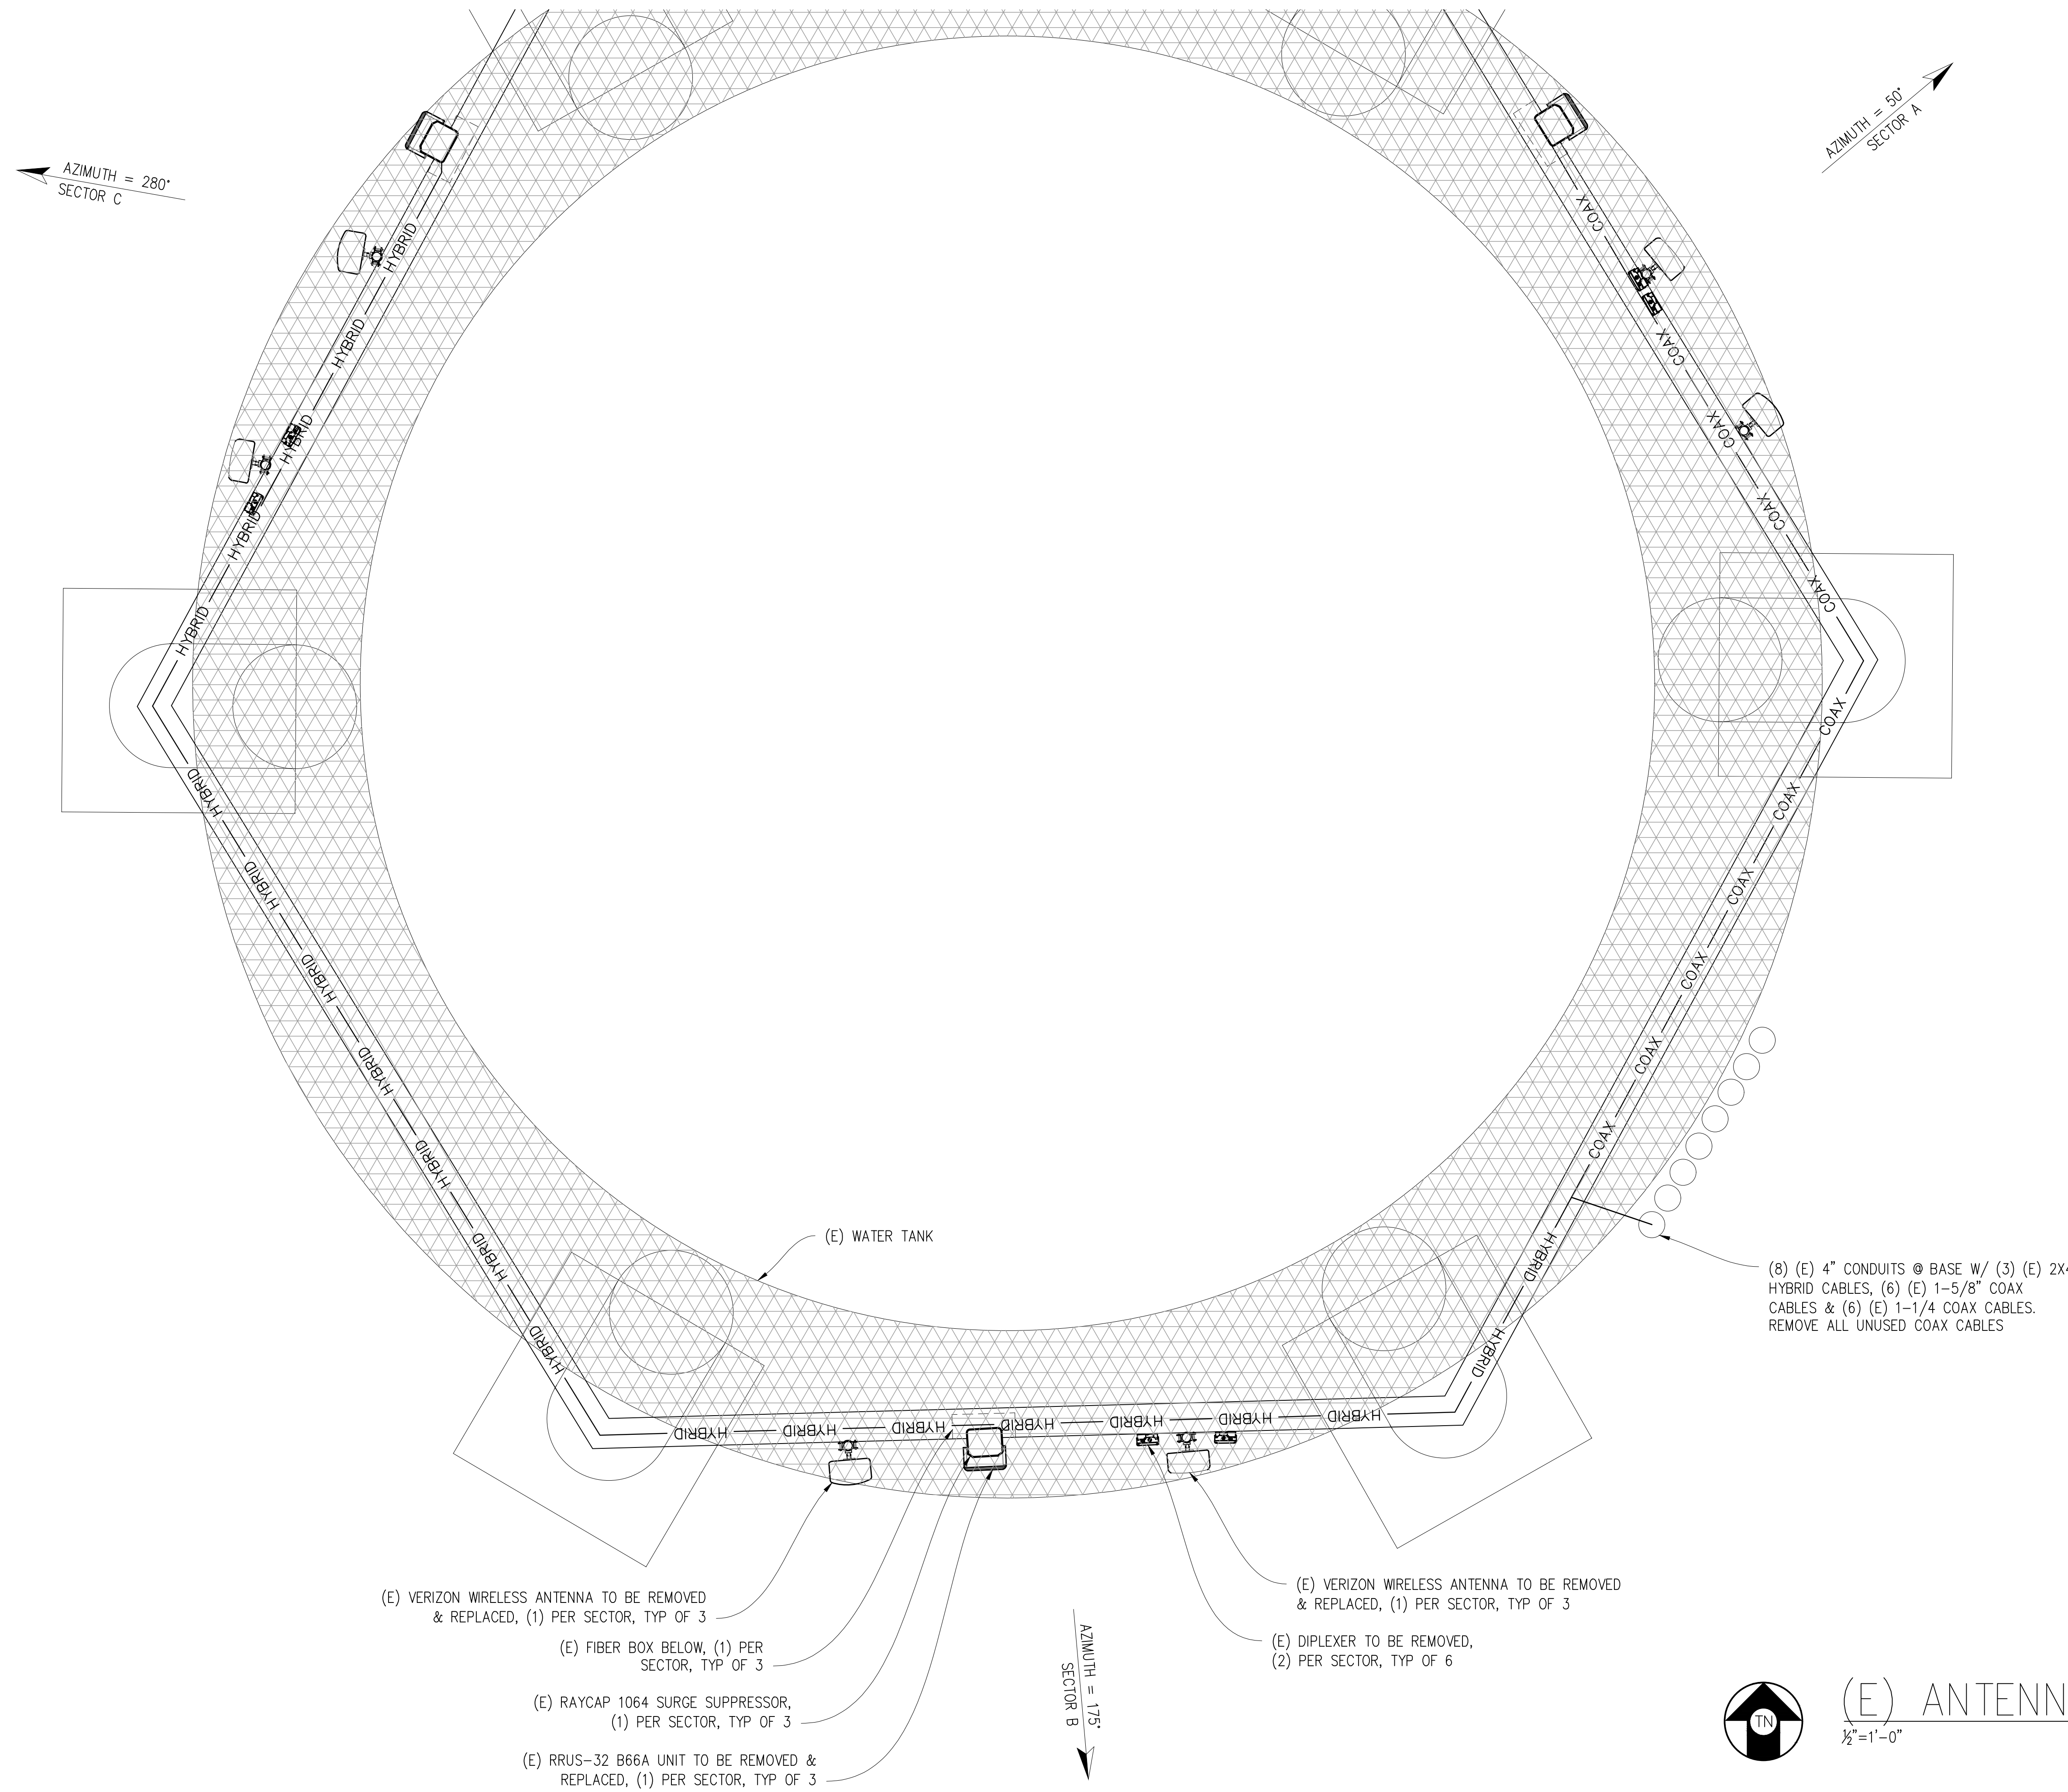 AZIMUTH = 50°
SECTOR A
AZIMUTH = 280°
SECTOR C
HYBRID
HYBRID
HYBRID
HYBRID
HYBRID
HYBRID
HYBRID
HYBRID
HYBRID
HYBRID
HYBRID
HYBRID
HYBRID
COAX
COAX
COAX
COAX
COAX
COAX
COAX
COAX
COAX
COAX
COAX
HYBRID
HYBRID
HYBRID
HYBRID
HYBRID
HYBRID
HYBRID
HYBRID
HYBRID
(E) WATER TANK
(8) (E) 4" CONDUITS @ BASE W/ (3) (E)
HYBRID CABLES, (6) (E) 1-5/8" COAX
CABLES & (6) (E) 1-1/4 COAX CABLES.
REMOVE ALL UNUSED COAX CABLES
(E) VERIZON WIRELESS ANTENNA TO BE REMOVED
& REPLACED, (1) PER SECTOR, TYP OF 3
(E) FIBER BOX BELOW, (1) PER
SECTOR, TYP OF 3
(E) RAYCAP 1064 SURGE SUPPRESSOR,
(1) PER SECTOR, TYP OF 3
(E) RRUS-32 B66A UNIT TO BE REMOVED &
REPLACED, (1) PER SECTOR, TYP OF 3
AZIMUTH = 175°
SECTOR B
(E) VERIZON WIRELESS ANTENNA TO BE REMOVED
& REPLACED, (1) PER SECTOR, TYP OF 3
(E) DIPLEXER TO BE REMOVED,
(2) PER SECTOR, TYP OF 6
TN
(E) ANTENN
½"=1'-0"